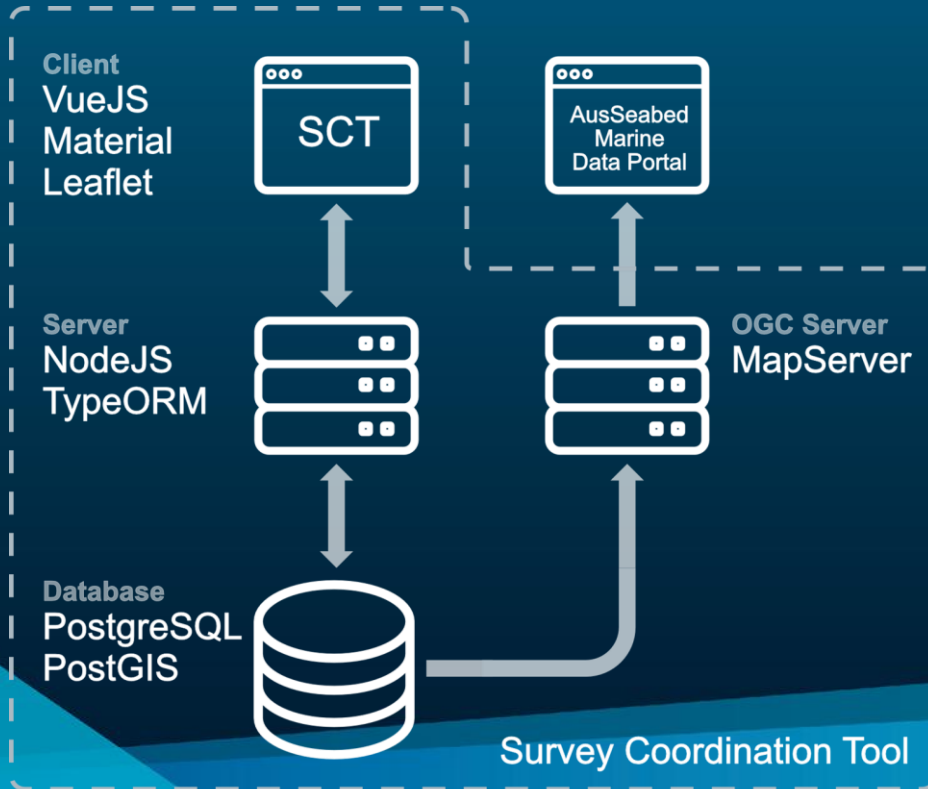 Client
VueJS
Material
Leaflet
SCT
AusSeabed
Marine
Data Portal
Server
NodeJS
TypeORM
OGC Server
MapServer
Database
PostgreSQL
PostGIS
Survey Coordination Tool